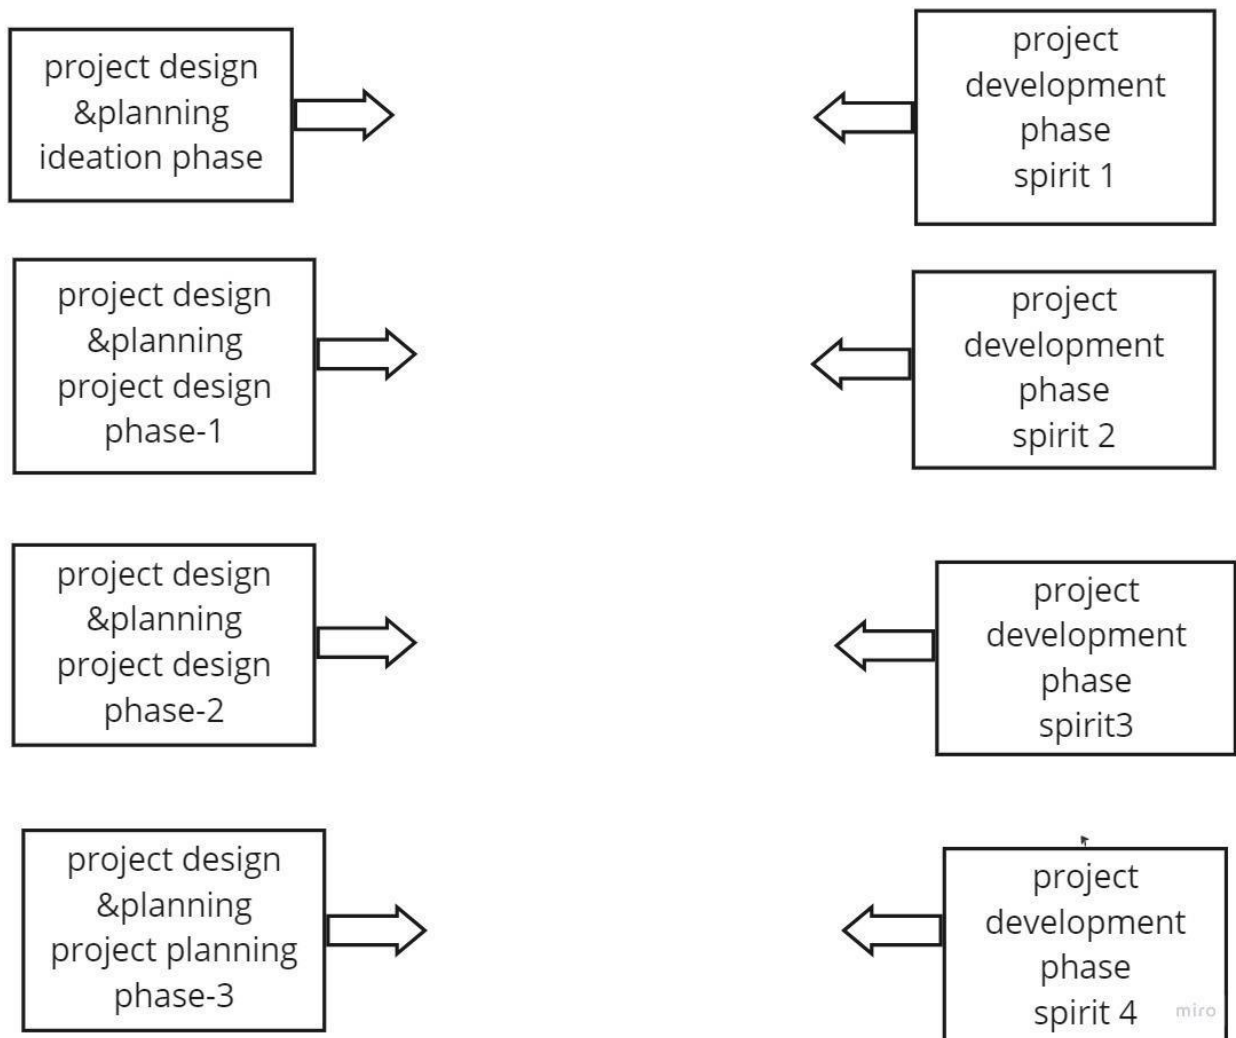 project design
&planning
ideation phase
project design
&planning
project design
phase-1
project design
&planning
project design
phase-2
project design
&planning
project planning
phase-3
project
development
phase
spirit 1
project
development
phase
spirit 2
project
development
phase
spirit3
project
development
phase
spirit 4
miro